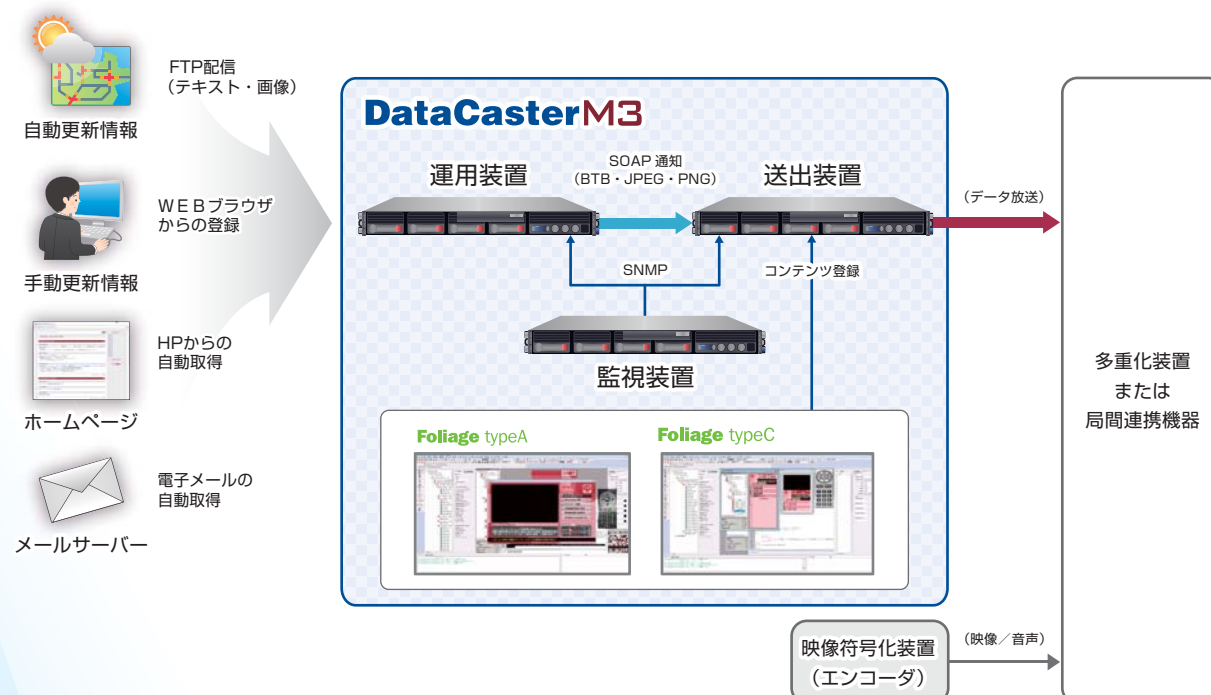 FTP配信
（テキスト・画像）
自動更新情報
WEBブラウザ
からの登録
手動更新情報
HPからの
自動取得
ホームページ
電子メールの
自動取得
メールサーバー
DataCasterM3
運用装置
SOAP 通知
（BTB・JPEG・PNG）
送出装置
SNMP
コンテンツ登録
監視装置
Foliage typeA
Foliage typeC
（データ放送）
多重化装置
または
局間連携機器
映像符号化装置
（エンコーダ）
（映像／音声）